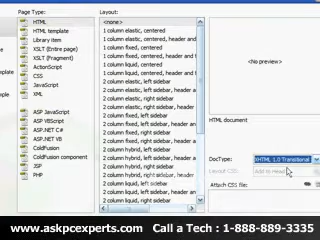 Page Type:
HTML
HTML template
Library item
XSLT (Entire page)
XSLT (Fragment)
ActionScript
CSS
JavaScript
XML
ASP JavaScript
ASP VBScript
ASP.NET C#
ASP.NET VB
ColdFusion
ColdFusion component
JSP
PHP
Layout:
<none>
1 column elastic, centered
1 column elastic, centered, header and
1 column fixed, centered
1 column fixed, centered, header and
1 column liquid, centered
1 column liquid, centered, header and
2 column elastic, left sidebar
2 column elastic, left sidebar, header
2 column elastic, right sidebar
2 column elastic, right sidebar, header
2 column fixed, left sidebar
2 column fixed, left sidebar, header
2 column fixed, right sidebar
2 column fixed, right sidebar, header
2 column hybrid, left sidebar
2 column hybrid, left sidebar, header
2 column hybrid, right sidebar
2 column hybrid, right sidebar, header
2 column liquid, left sidebar
2 column liquid, left sidebar, header
2 column liquid, right sidebar
<No preview>
HTML document
DocType:
XHTML 1.0 Transitional
Layout CSS:
Add to Head
Attach CSS file:
www.askpcexperts.com Call a Tech : 1-888-889-3335